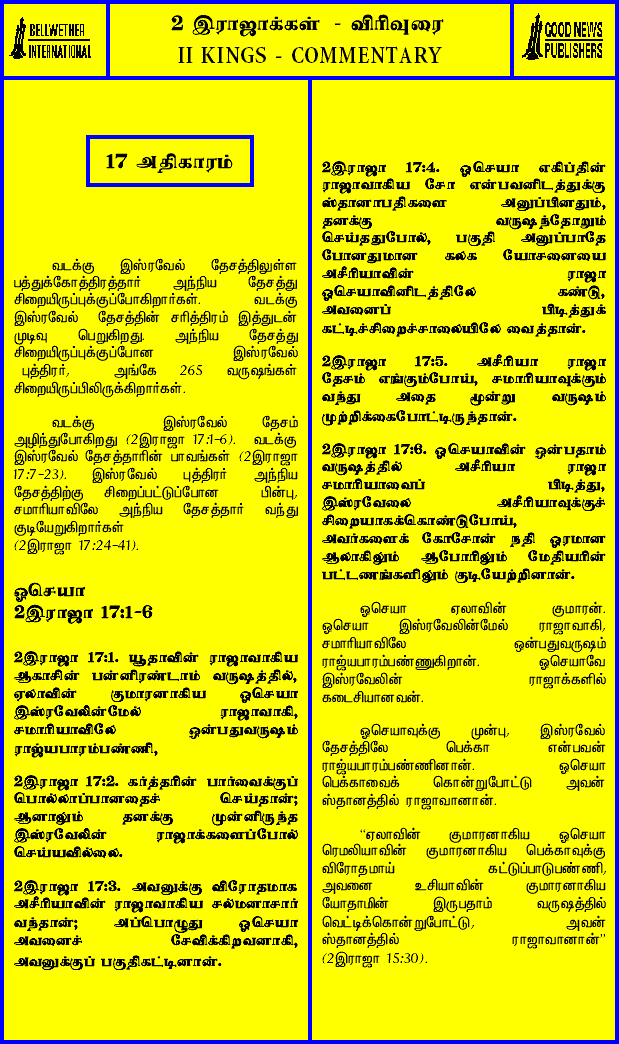 BELLWETHER
INTERNATIONAL
2 இராஜாக்கள் - விரிவுரை
II KINGS - COMMENTARY
GOOD NEWS
PUBLISHERS
17 அதிகாரம்
வடக்கு இஸ்ரவேல் தேசத்திலுள்ள
பத்துக்கோத்திரத்தார் அந்நிய தேசத்து
சிறையிருப்புக்குப்போகிறார்கள். வடக்கு
இஸ்ரவேல் தேசத்தின் சரித்திரம் இத்துடன்
முடிவு பெறுகிறது. அந்நிய தேசத்து
சிறையிருப்புக்குப்போன இஸ்ரவேல்
புத்திரர், அங்கே 265 வருஷங்கள்
சிறையிருப்பிலிருக்கிறார்கள்.
வடக்கு இஸ்ரவேல் தேசம்
அழிந்துபோகிறது (2இராஜா 17:1-6). வடக்கு
இஸ்ரவேல் தேசத்தாரின் பாவங்கள் (2இராஜா
17:7-23). இஸ்ரவேல் புத்திரர் அந்நிய
தேசத்திற்கு சிறைப்பட்டுப்போன பின்பு,
சமாரியாவிலே அந்நிய தேசத்தார் வந்து
குடியேறுகிறார்கள்
(2இராஜா 17:24-41).
ஓசெயா
2இராஜா 17:1-6
2இராஜா 17:1. யூதாவின் ராஜாவாகிய
ஆகாசின் பன்னிரண்டாம் வருஷத்தில்,
ஏலாவின் குமாரனாகிய ஓசெயா
இஸ்ரவேலின்மேல் ராஜாவாகி,
சமாரியாவிலே ஒன்பதுவருஷம்
ராஜ்யபாரம்பண்ணி,
2இராஜா 17:2. கர்த்தரின் பார்வைக்குப்
பொல்லாப்பானதைச் செய்தான்;
ஆனாலும் தனக்கு முன்னிருந்த
இஸ்ரவேலின் ராஜாக்களைப்போல்
செய்யவில்லை.
2இராஜா 17:3. அவனுக்கு விரோதமாக
அசீரியாவின் ராஜாவாகிய சல்மனாசார்
வந்தான்; அப்பொழுது ஓசெயா
அவனைச் சேவிக்கிறவனாகி,
அவனுக்குப் பகுதிகட்டினான்.
2இராஜா 17:4. ஓசெயா எகிப்தின்
ராஜாவாகிய சோ என்பவனிடத்துக்கு
ஸ்தானாபதிகளை அனுப்பினதும்,
தனக்கு வருஷந்தோறும்
செய்ததுபோல், பகுதி அனுப்பாதே
போனதுமான கலக யோசனையை
அசீரியாவின் ராஜா
ஓசெயாவினிடத்திலே கண்டு,
அவனைப் பிடித்துக்
கட்டிச்சிறைச்சாலையிலே வைத்தான்.
2இராஜா 17:5. அசீரியா ராஜா
தேசம் எங்கும்போய், சமாரியாவுக்கும்
வந்து அதை மூன்று வருஷம்
முற்றிக்கைபோட்டிருந்தான்.
2இராஜா 17:6. ஓசெயாவின் ஒன்பதாம்
வருஷத்தில் அசீரியா ராஜா
சமாரியாவைப் பிடித்து,
இஸ்ரவேலை அசீரியாவுக்குச்
சிறையாகக்கொண்டுபோய்,
அவர்களைக் கோசோன் நதி ஓரமான
ஆலாகிலும் ஆபோரிலும் மேதியரின்
பட்டணங்களிலும் குடியேற்றினான்.
ஓசெயா ஏலாவின் குமாரன்.
ஓசெயா இஸ்ரவேலின்மேல் ராஜாவாகி,
சமாரியாவிலே ஒன்பதுவருஷம்
ராஜ்யபாரம்பண்ணுகிறான். ஓசெயாவே
இஸ்ரவேலின் ராஜாக்களில்
கடைசியானவன்.
ஓசெயாவுக்கு முன்பு, இஸ்ரவேல்
தேசத்திலே பெக்கா என்பவன்
ராஜ்யபாரம்பண்ணினான். ஓசெயா
பெக்காவைக் கொன்றுபோட்டு அவன்
ஸ்தானத்தில் ராஜாவானான்.
“ஏலாவின் குமாரனாகிய ஓசெயா
ரெமலியாவின் குமாரனாகிய பெக்காவுக்கு
விரோதமாய் கட்டுப்பாடுபண்ணி,
அவனை உசியாவின் குமாரனாகிய
யோதாமின் இருபதாம் வருஷத்தில்
வெட்டிக்கொன்றுபோட்டு, அவன்
ஸ்தானத்தில் ராஜாவானான்”
(2இராஜா 15:30).